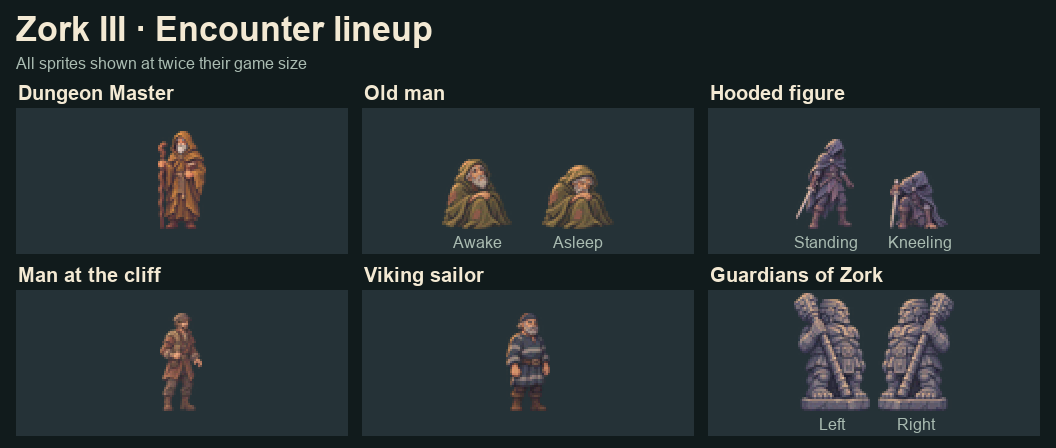 Zork III · Encounter lineup
All sprites shown at twice their game size
Dungeon Master
Old man
Hooded figure
Awake
Asleep
Standing
Kneeling
Man at the cliff
Viking sailor
Guardians of Zork
Left
Right